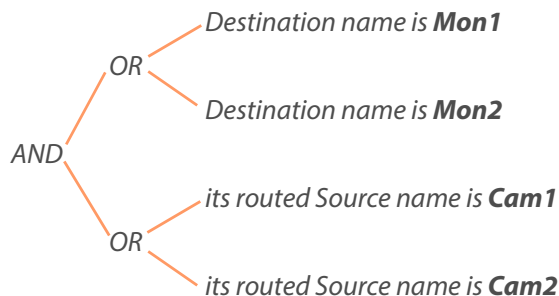 Destination name is Mon1
OR
Destination name is Mon2
AND
its routed Source name is Cam1
OR
its routed Source name is Cam2